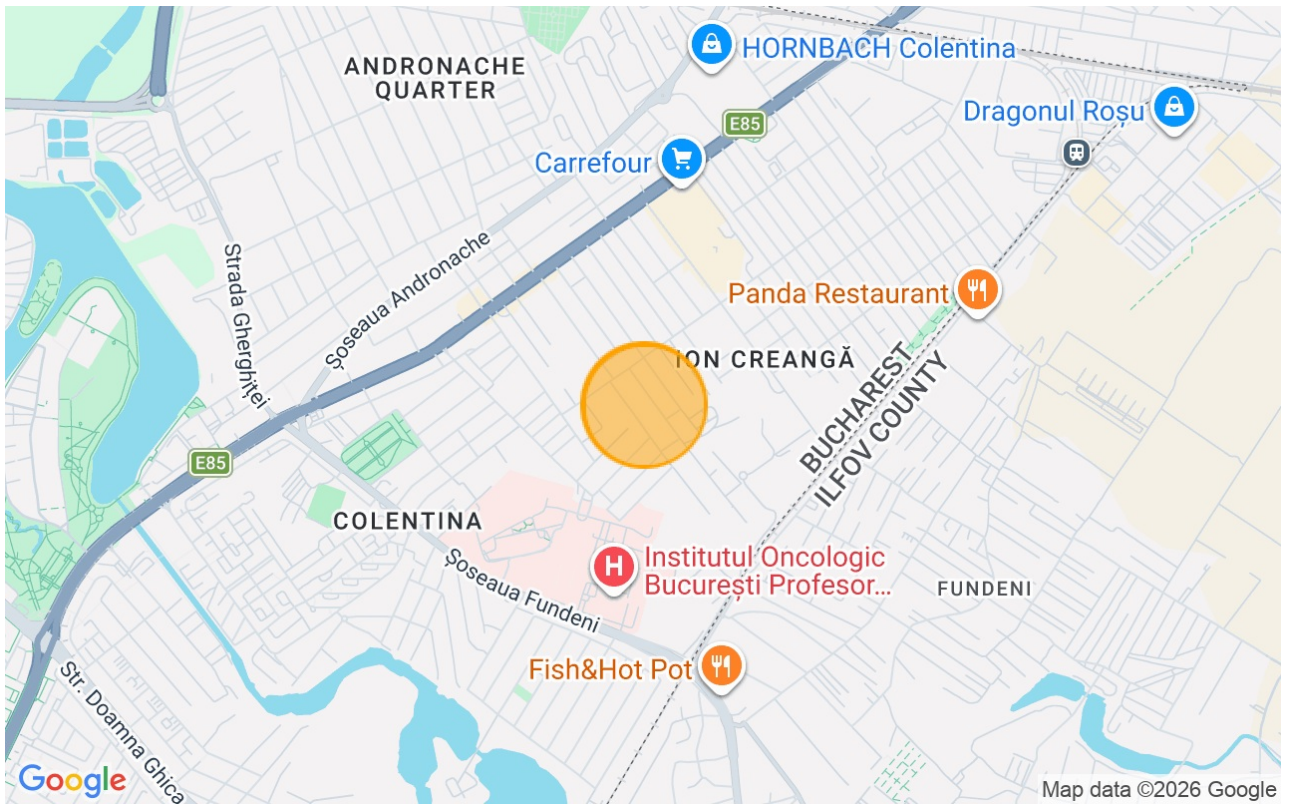 ANDRONACHE
QUARTER
HORNBACH Colentina
Dragonul Roșu
E85
Carrefour
Șoseaua Andronache
Strada Gherghiței
Panda Restaurant
ION CREANGĂ
BUCHAREST
ILFOV COUNTY
E85
COLENTINA
Șoseaua Fundeni
H
Institutul Oncologic
București Profesor...
FUNDENI
Fish&Hot Pot
Str. Doamna Ghica
Google
Map data ©2026 Google